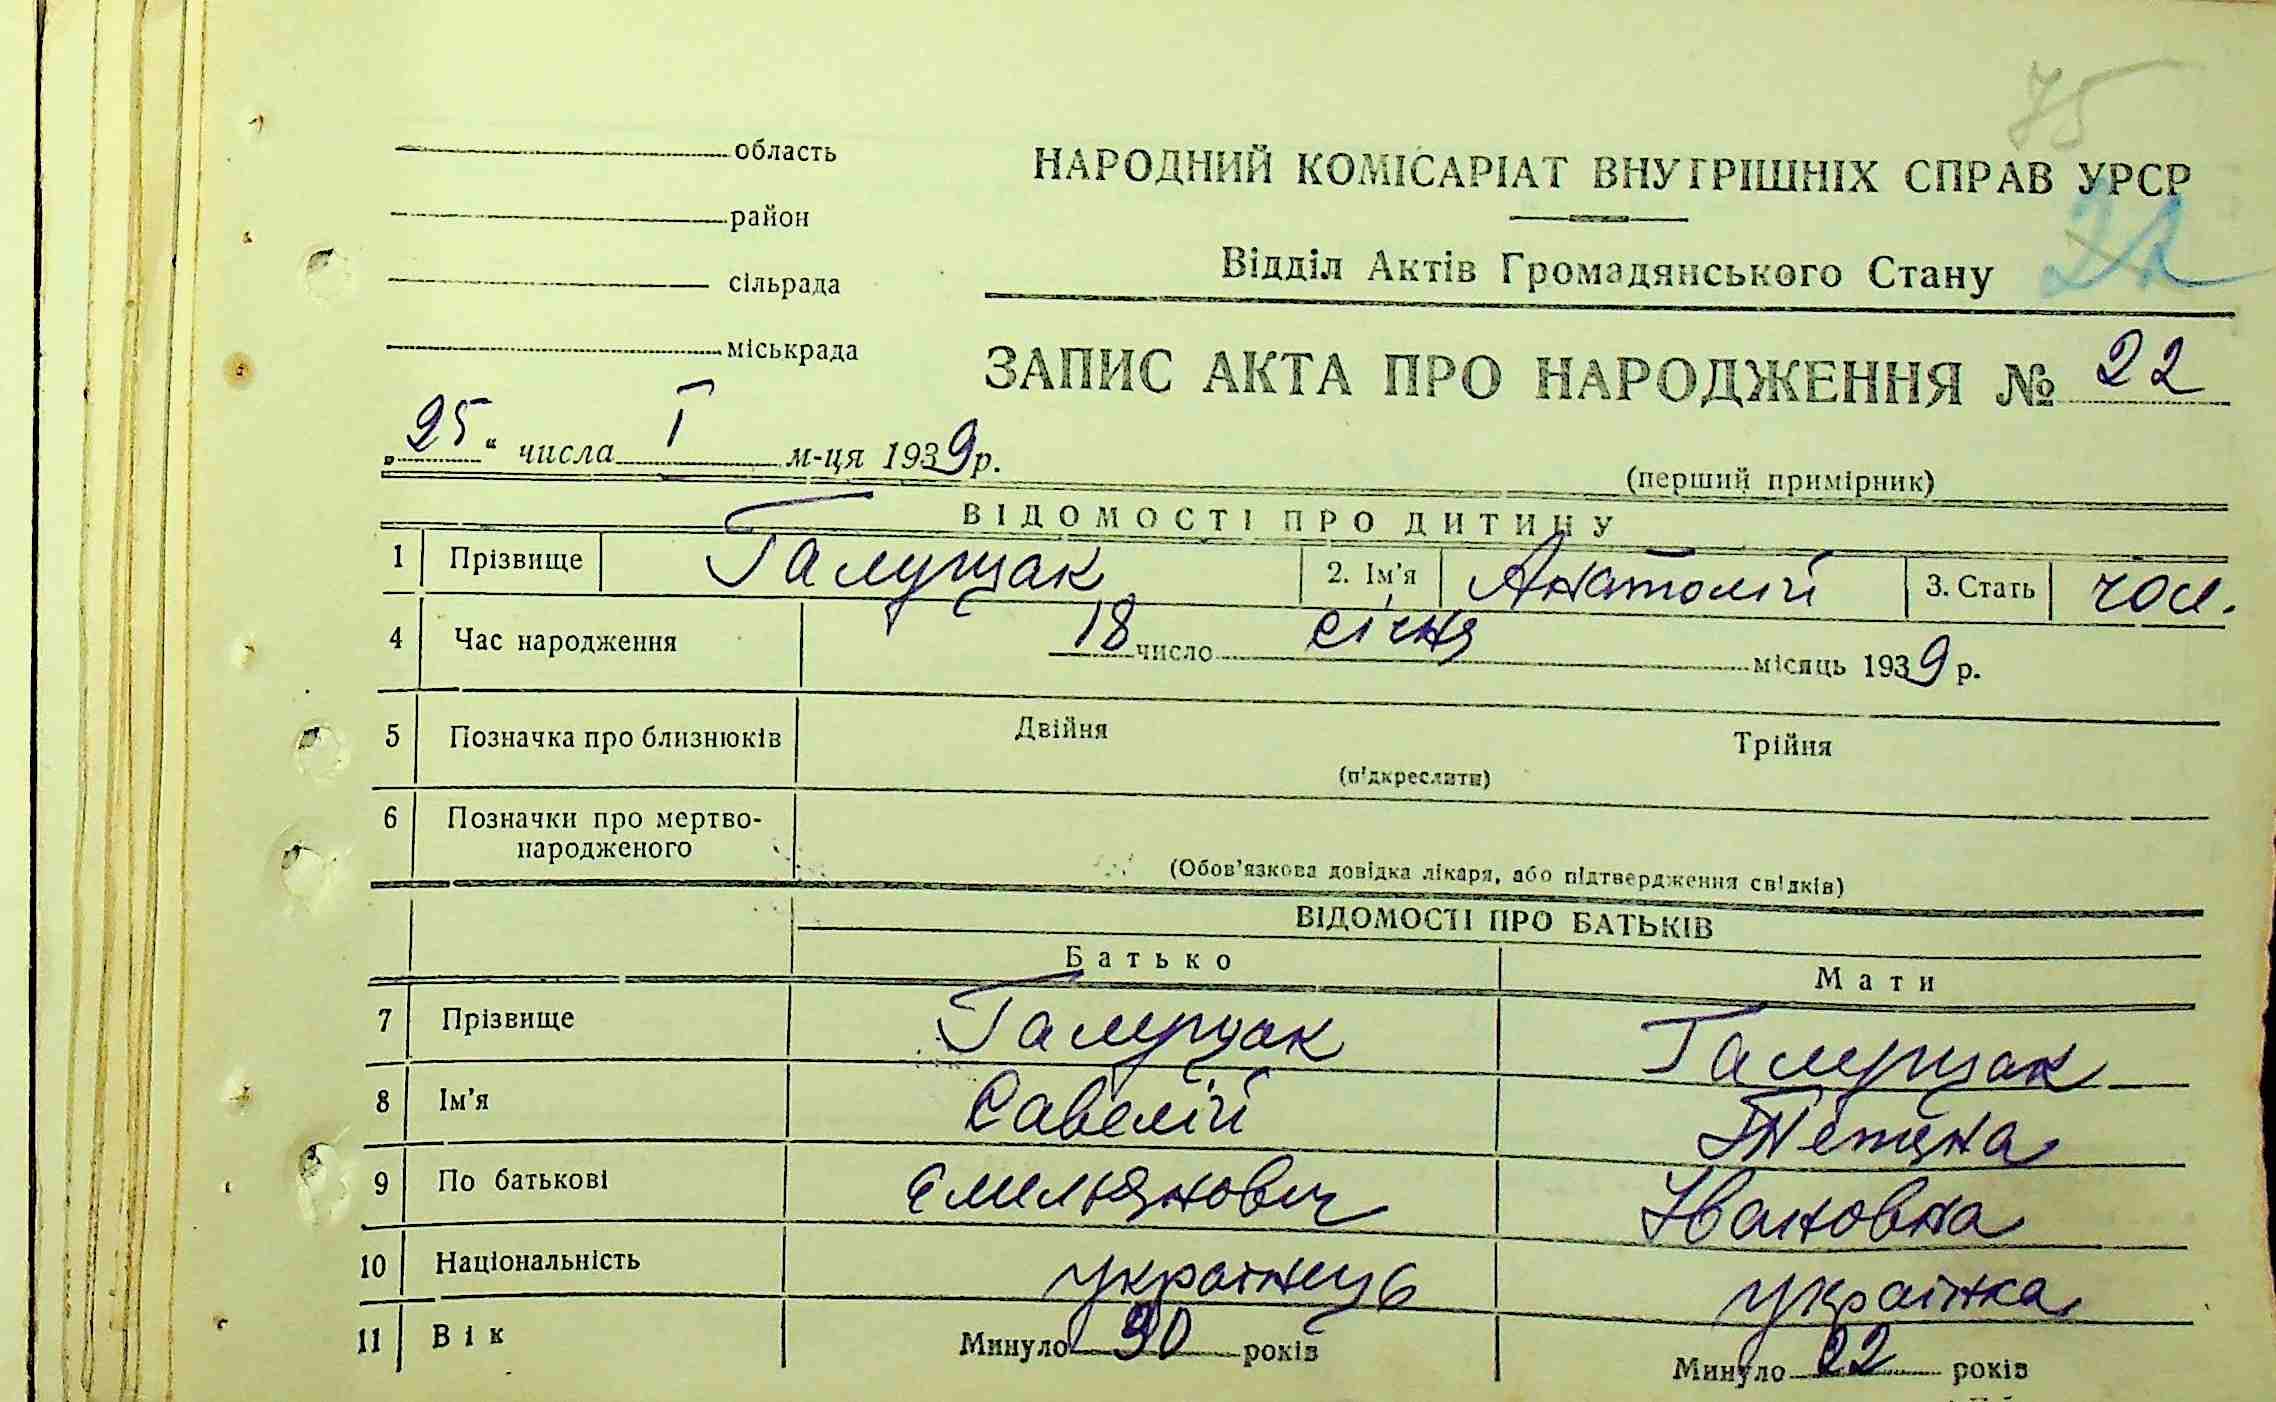 75
область
НАРОДНИЙ КОМІСАРІАТ ВНУТРІШНІХ СПРАВ УРСР
район
Відділ Актів Громадянського Стану
сільрада
міськрада
ЗАПИС АКТА ПРО НАРОДЖЕННЯ № 22
„25“ числа I м-ця 1939 р.
(перший примірник)
ВІДОМОСТІ ПРО ДИТИНУ
1 Прізвище Галущак 2. Ім'я Анатолій 3. Стать чол.
4 Час народження 18 число січня місяць 1939 р.
5 Позначка про близнюків Двійня Трійня
(підкреслити)
6 Позначки про мертво-
народженого
(Обов'язкова довідка лікаря, або підтвердження свідків)
ВІДОМОСТІ ПРО БАТЬКІВ
Батько Мати
7 Прізвище Галущак Галущак
8 Ім'я Савелій Тетяна
9 По батькові Емильянович Івановна
10 Національність українець українка
11 Вік Минуло 30 років Минуло 22 років